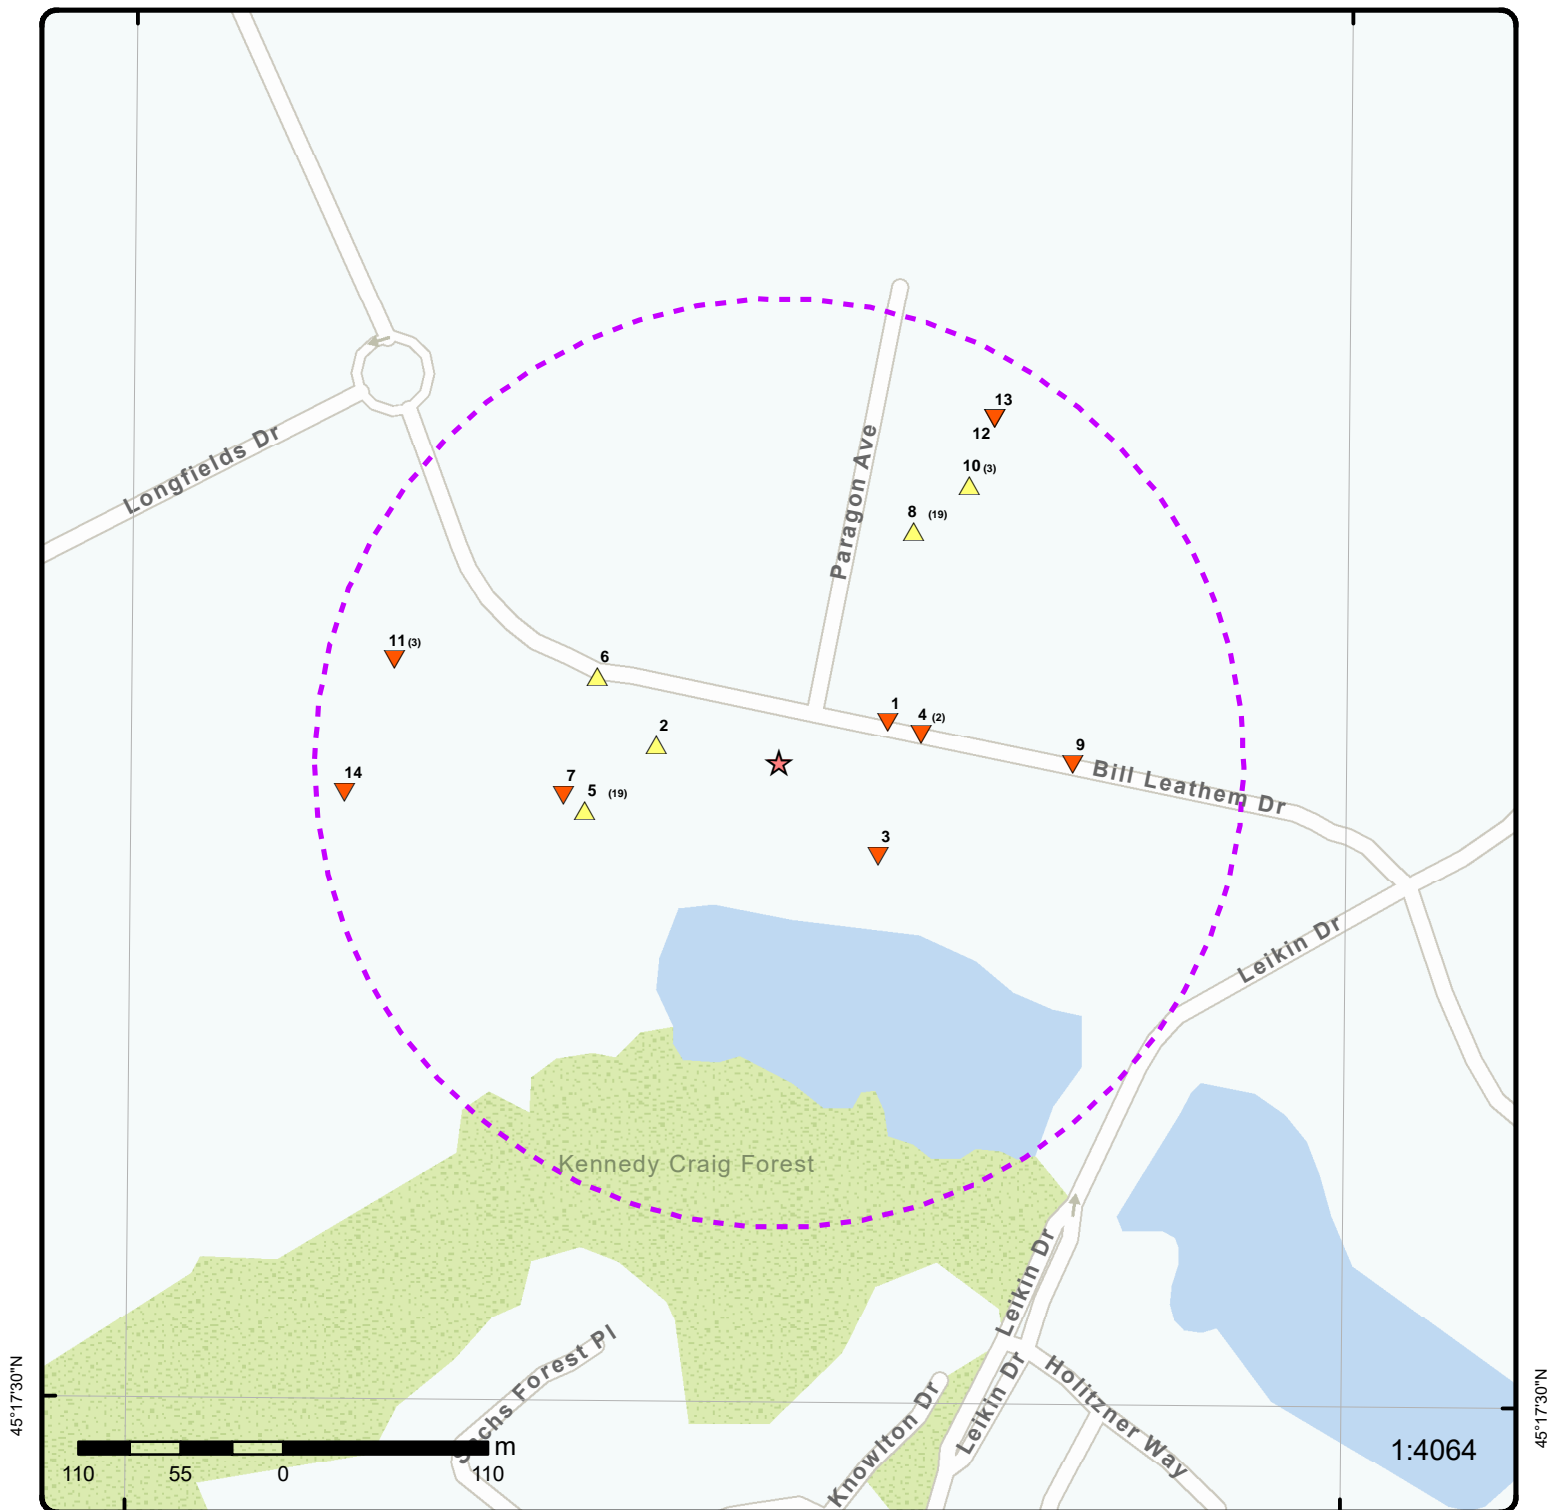 13
12
10 (3)
8 (19)
Longfields Dr
Paragon Ave
11 (3)
6
1
4 (2)
2
9
Bill Leathem Dr
14
7
5 (19)
3
Leikin Dr
Kennedy Craig Forest
Leikin Dr
Leikin Dr
Holitzner Way
Knowlton Dr
Forest Pl
45°17'30"N
45°17'30"N
m
110 55 0 110
1:4064